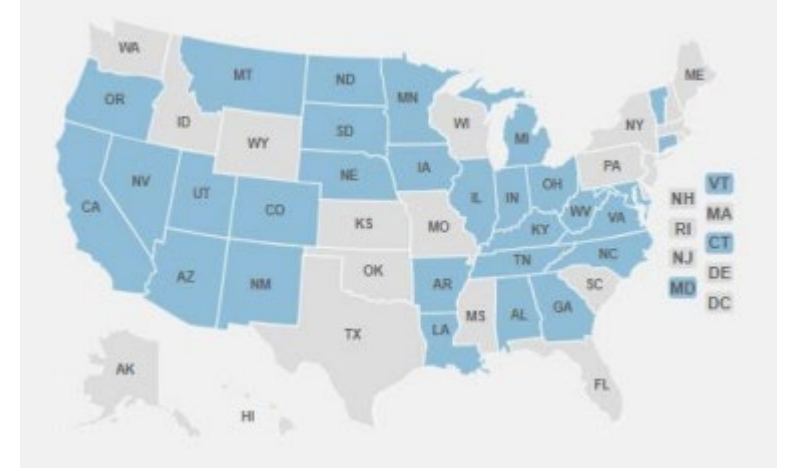 WA
ME
MT
ND
OR
MN
ID
WI
NY
SD
MI
WY
PA
IA
NE
NV
OH
UT
IL
IN
VT
NH
CA
CO
WV
MA
VA
KS
MO
KY
RI
CT
NC
NJ
TN
OK
DE
AZ
NM
AR
SC
MD
DC
GA
AL
MS
LA
TX
AK
FL
HI